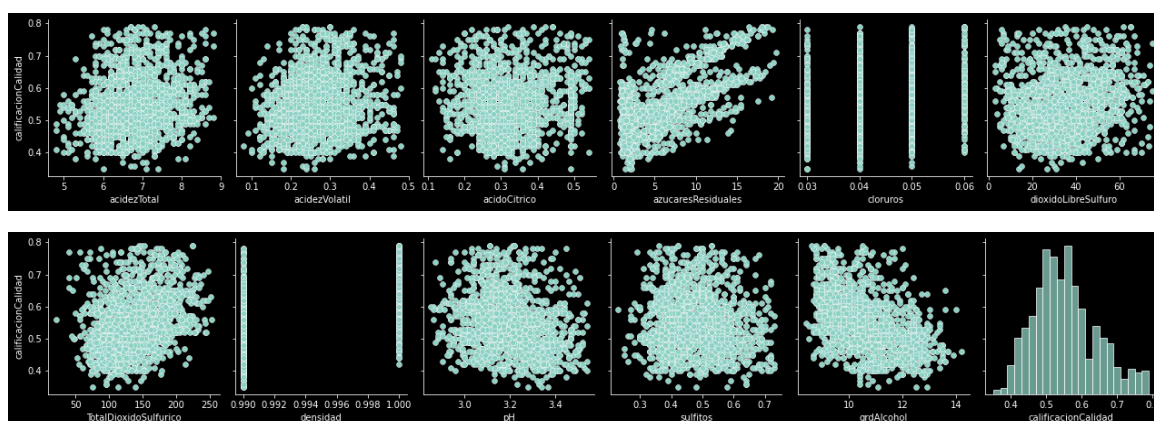 0.8
0.7
0.6
0.5
0.4
calificacionCalidad
5 6 7 8 9
acidezTotal
0.1 0.2 0.3 0.4 0.5
acidezVolatil
0.1 0.2 0.3 0.4 0.5
acidoCitrico
0 5 10 15 20
azucaresResiduales
0.03 0.04 0.05 0.06
cloruros
0 20 40 60
dioxidoLibreSulfuro
0.8
0.7
0.6
0.5
0.4
calificacionCalidad
50 100 150 200 250
TotalDioxidoSulfurico
0.990 0.992 0.994 0.996 0.998 1.000
densidad
3.0 3.2 3.4
pH
0.3 0.4 0.5 0.6 0.7
sulfitos
10 12 14
grdAlcohol
0.4 0.5 0.6 0.7 0.8
calificacionCalidad